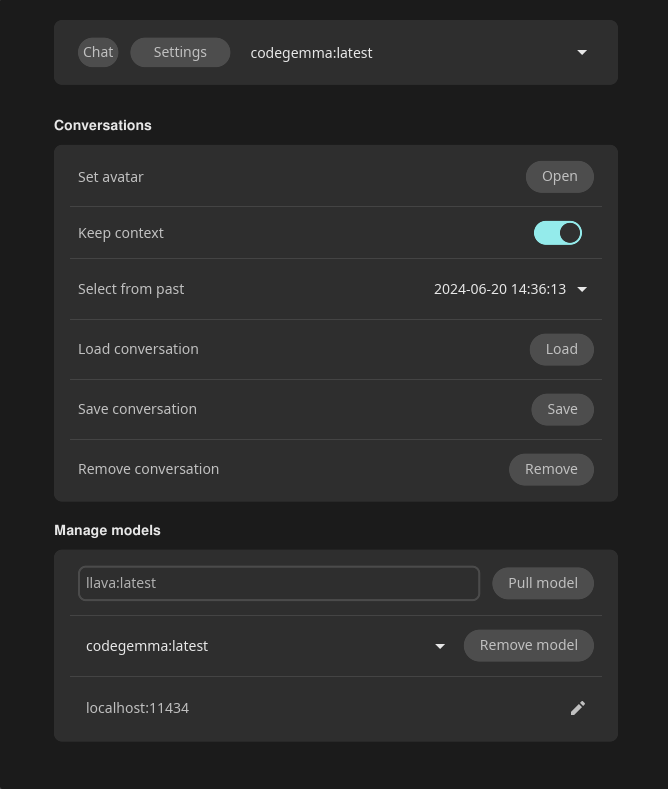 Chat Settings codegemma:latest
Conversations
Set avatar Open
Keep context
Select from past 2024-06-20 14:36:13
Load conversation Load
Save conversation Save
Remove conversation Remove
Manage models
llava:latest Pull model
codegemma:latest Remove model
localhost:11434